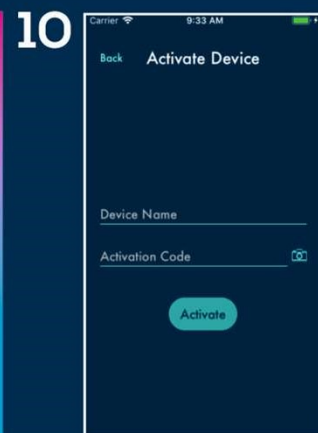 10
Carrier 9:33 AM
Back Activate Device
Device Name
Activation Code
Activate